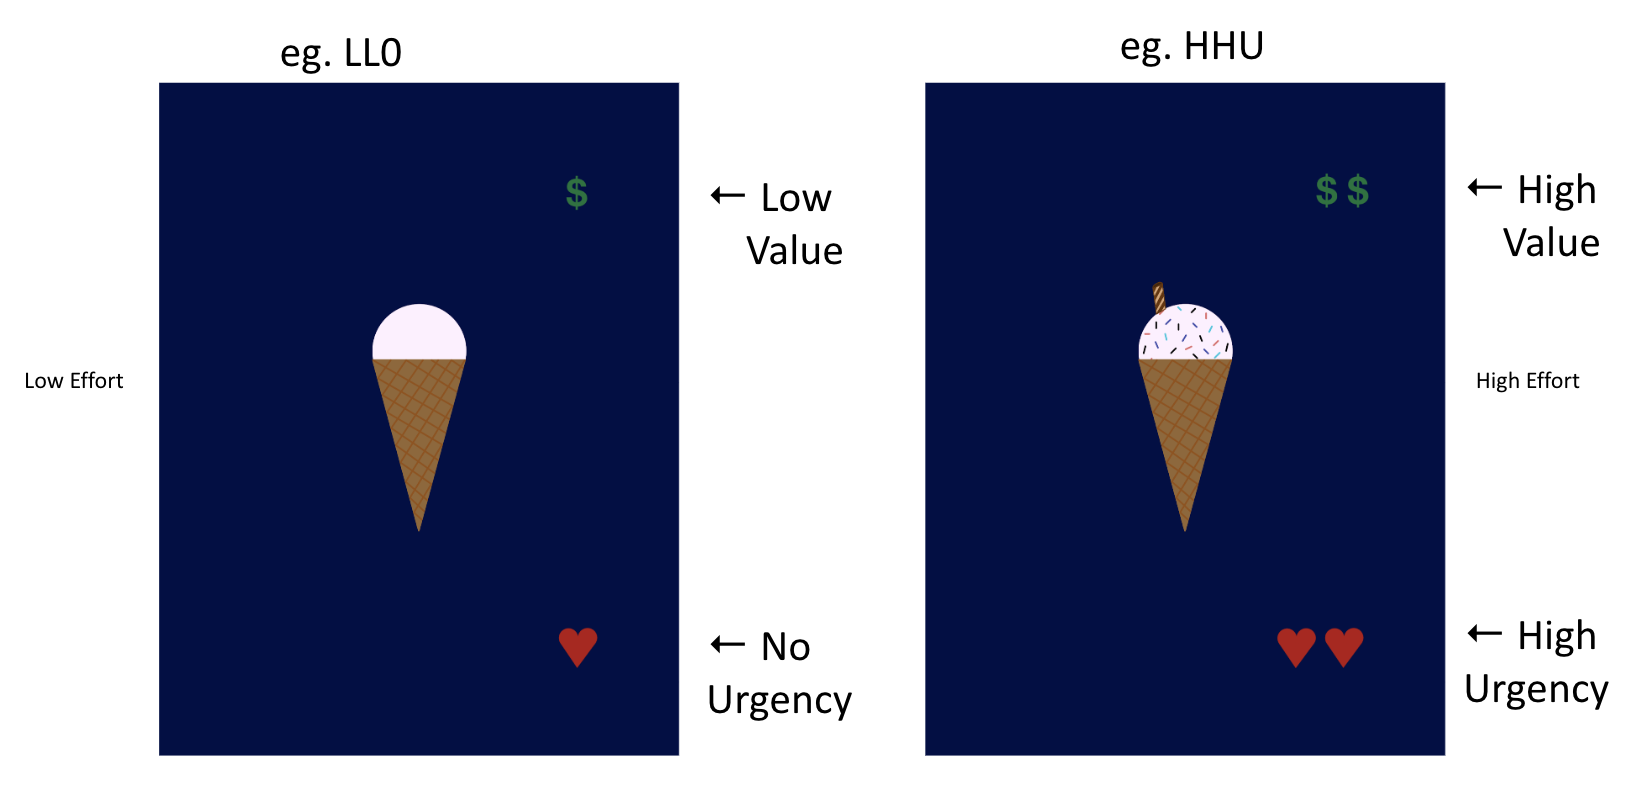 eg. LL0
$
← Low
Value
Low Effort
← No
Urgency
eg. HHU
$ $
← High
Value
High Effort
← High
Urgency